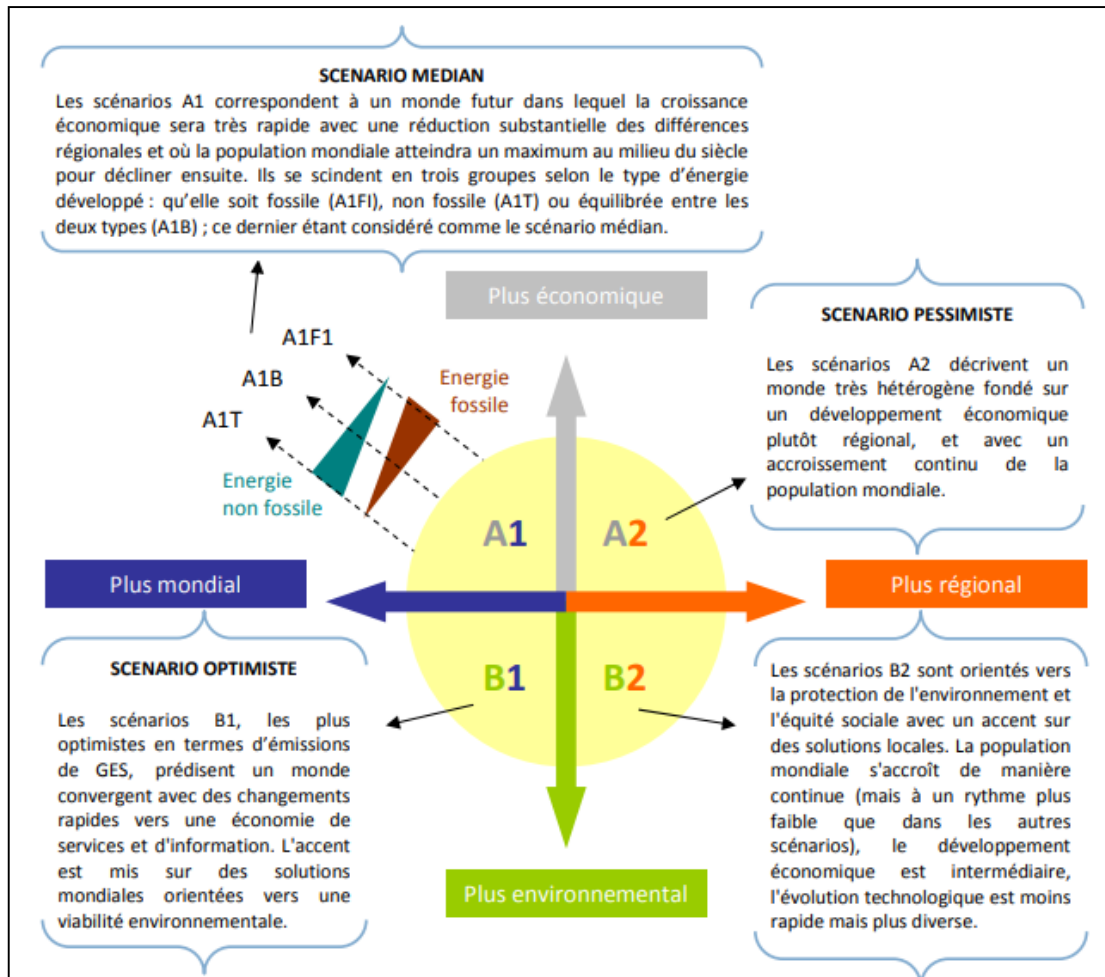 SCENARIO MEDIAN
Les scénarios A1 correspondent à un monde futur dans lequel la croissance
économique sera très rapide avec une réduction substantielle des différences
régionales et où la population mondiale atteindra un maximum au milieu du siècle
pour décliner ensuite. Ils se scindent en trois groupes selon le type d'énergie
développé : qu'elle soit fossile (A1FI), non fossile (A1T) ou équilibrée entre les
deux types (A1B) ; ce dernier étant considéré comme le scénario médian.
Plus économique
SCENARIO PESSIMISTE
Les scénarios A2 décrivent un
monde très hétérogène fondé sur
un développement économique
plutôt régional, et avec un
accroissement continu de la
population mondiale.
A1F1
A1B
A1T
Energie
fossile
Energie
non fossile
A1
A2
Plus mondial
Plus régional
B1
B2
SCENARIO OPTIMISTE
Les scénarios B1, les plus
optimistes en termes d'émissions
de GES, prédisent un monde
convergent avec des changements
rapides vers une économie de
services et d'information. L'accent
est mis sur des solutions
mondiales orientées vers une
viabilité environnementale.
Les scénarios B2 sont orientés vers
la protection de l'environnement et
l'équité sociale avec un accent sur
des solutions locales. La population
mondiale s'accroît de manière
continue (mais à un rythme plus
faible que dans les autres
scénarios), le développement
économique est intermédiaire,
l'évolution technologique est moins
rapide mais plus diverse.
Plus environnemental